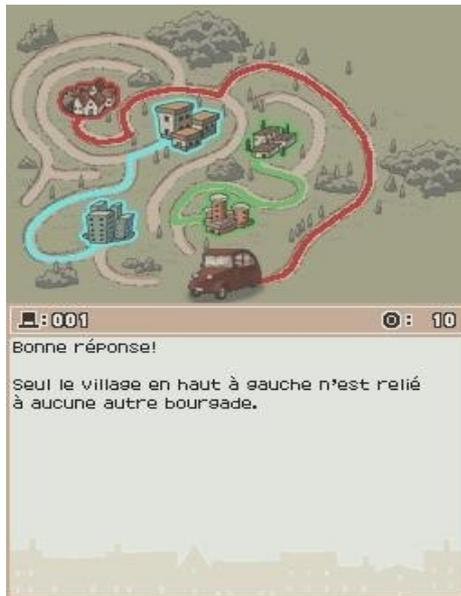 :001
: 10
Bonne réponse!
Seul le village en haut à gauche n'est relié
à aucune autre bourgade.